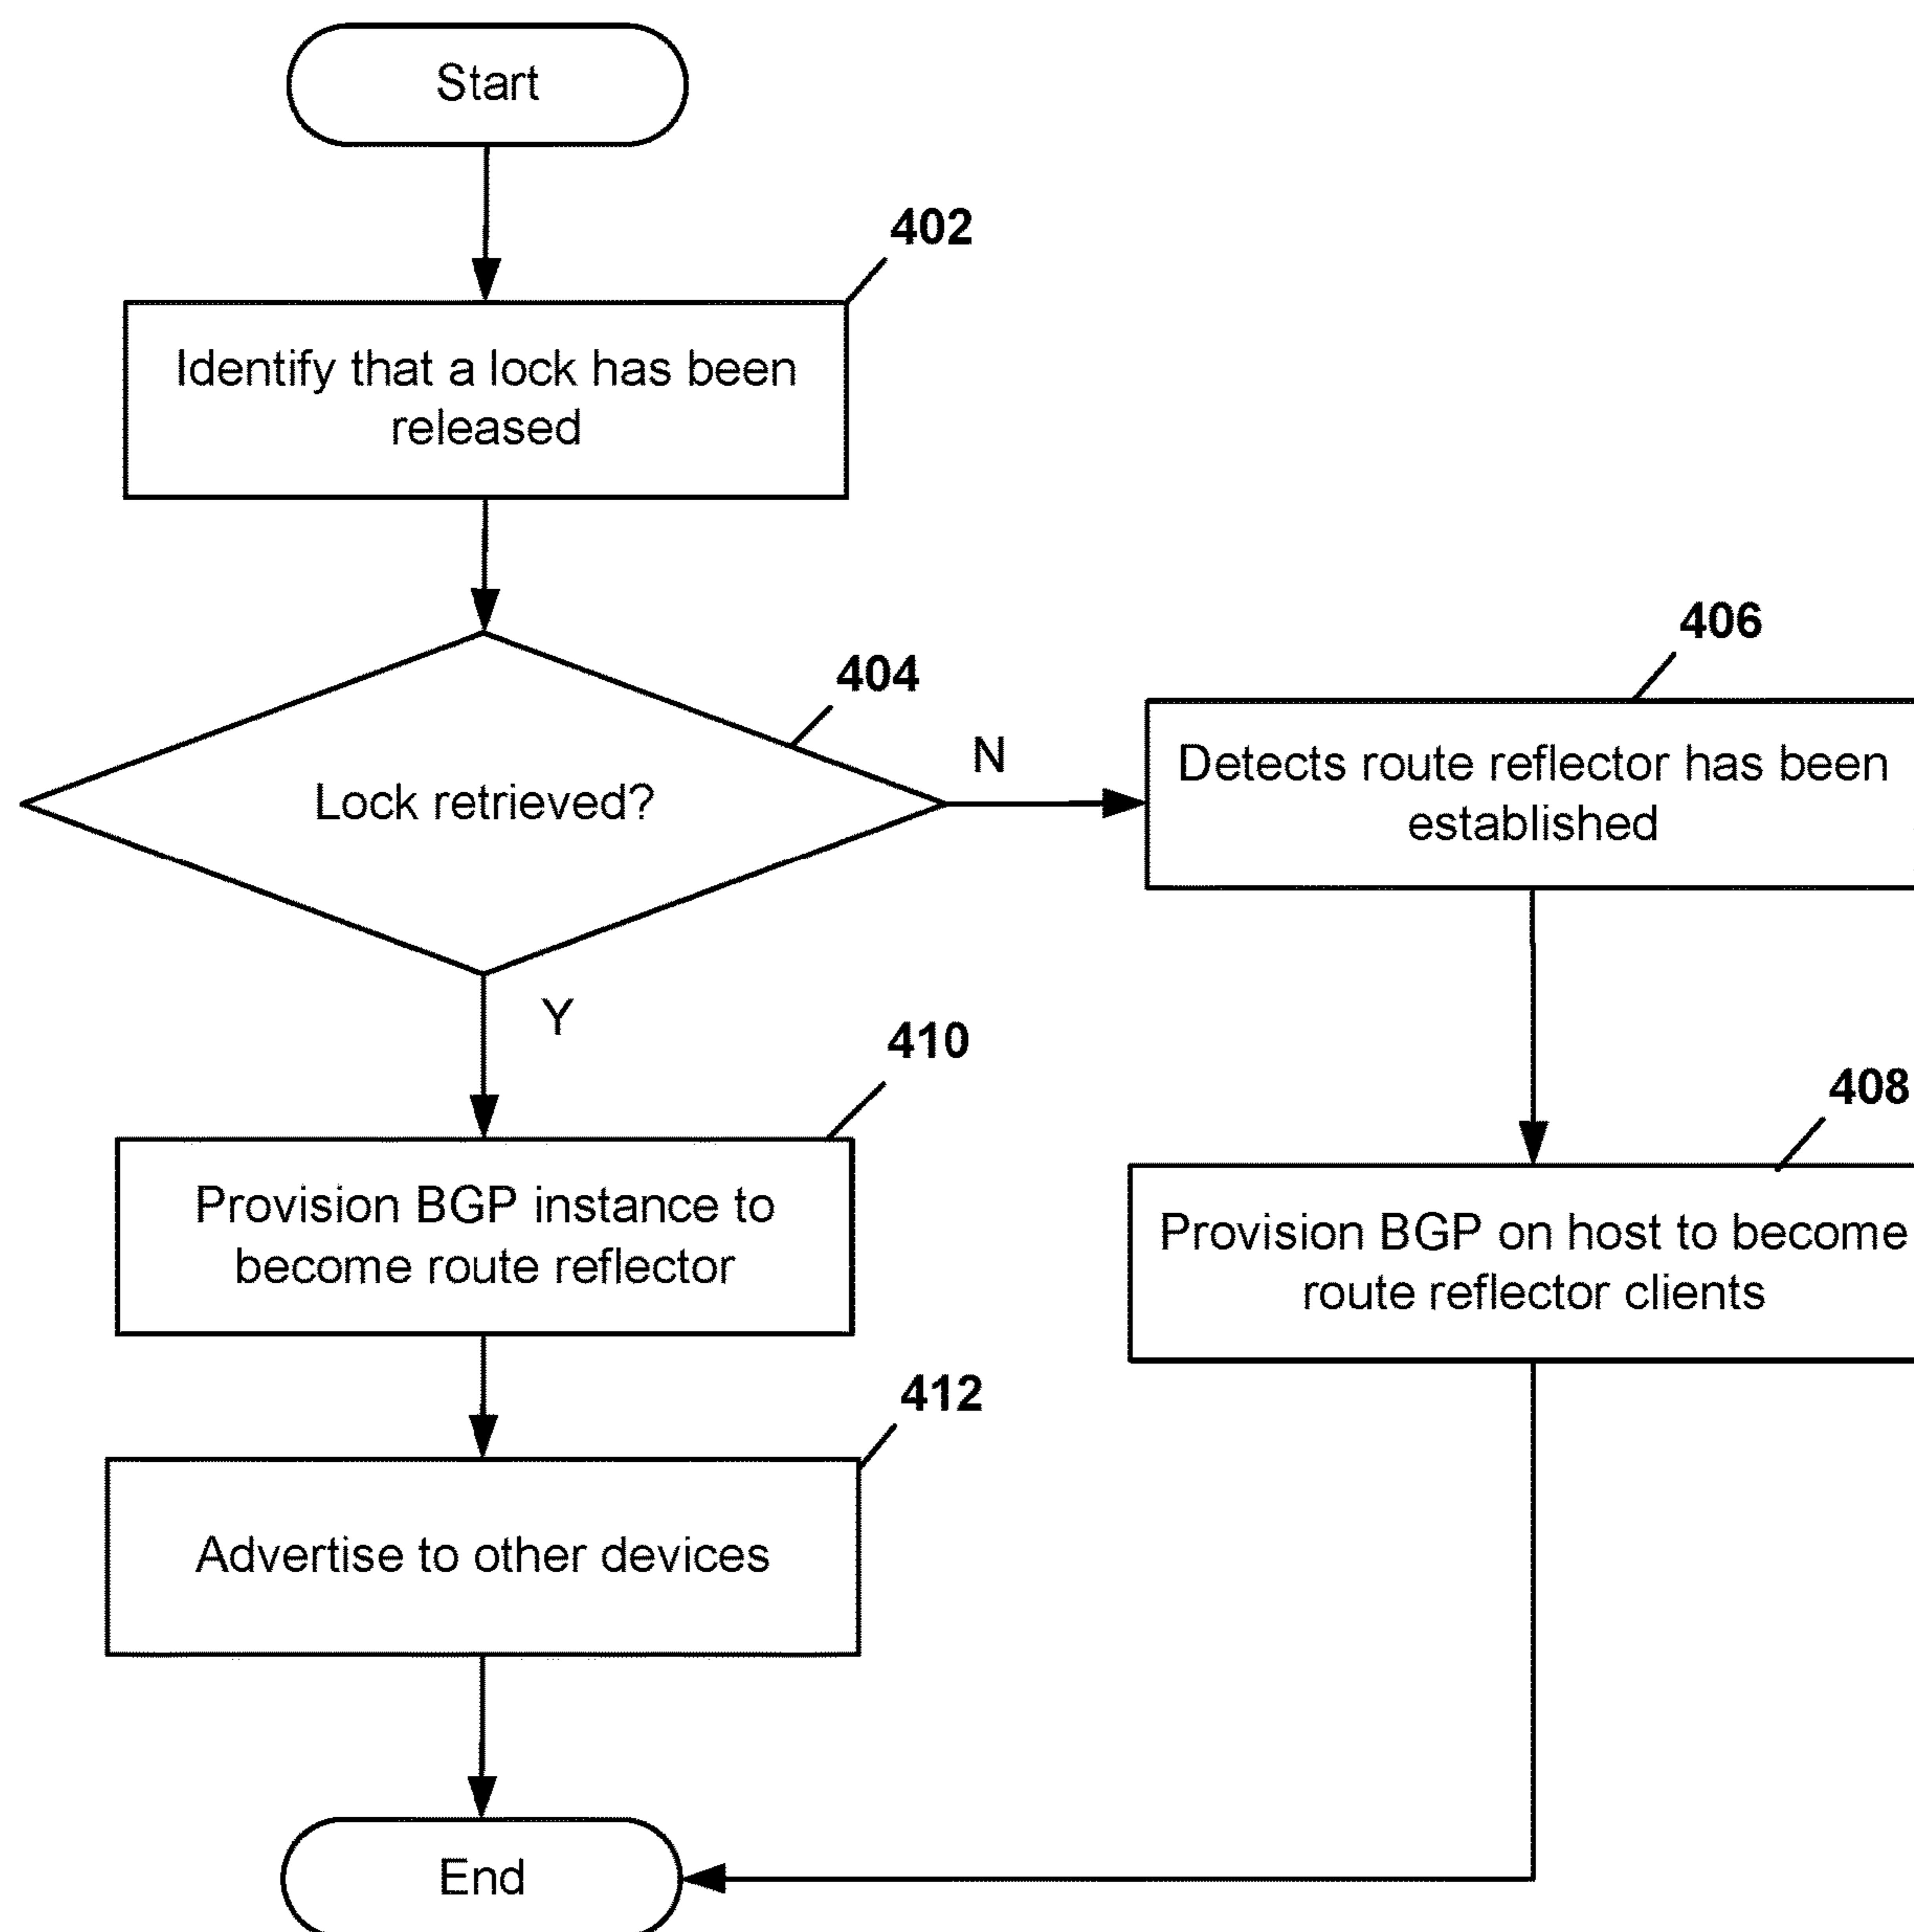 Start
402
Identify that a lock has been
released
404
Lock retrieved?
N
406
Detects route reflector has been
established
Y
410
Provision BGP instance to
become route reflector
408
Provision BGP on host to become
route reflector clients
412
Advertise to other devices
End